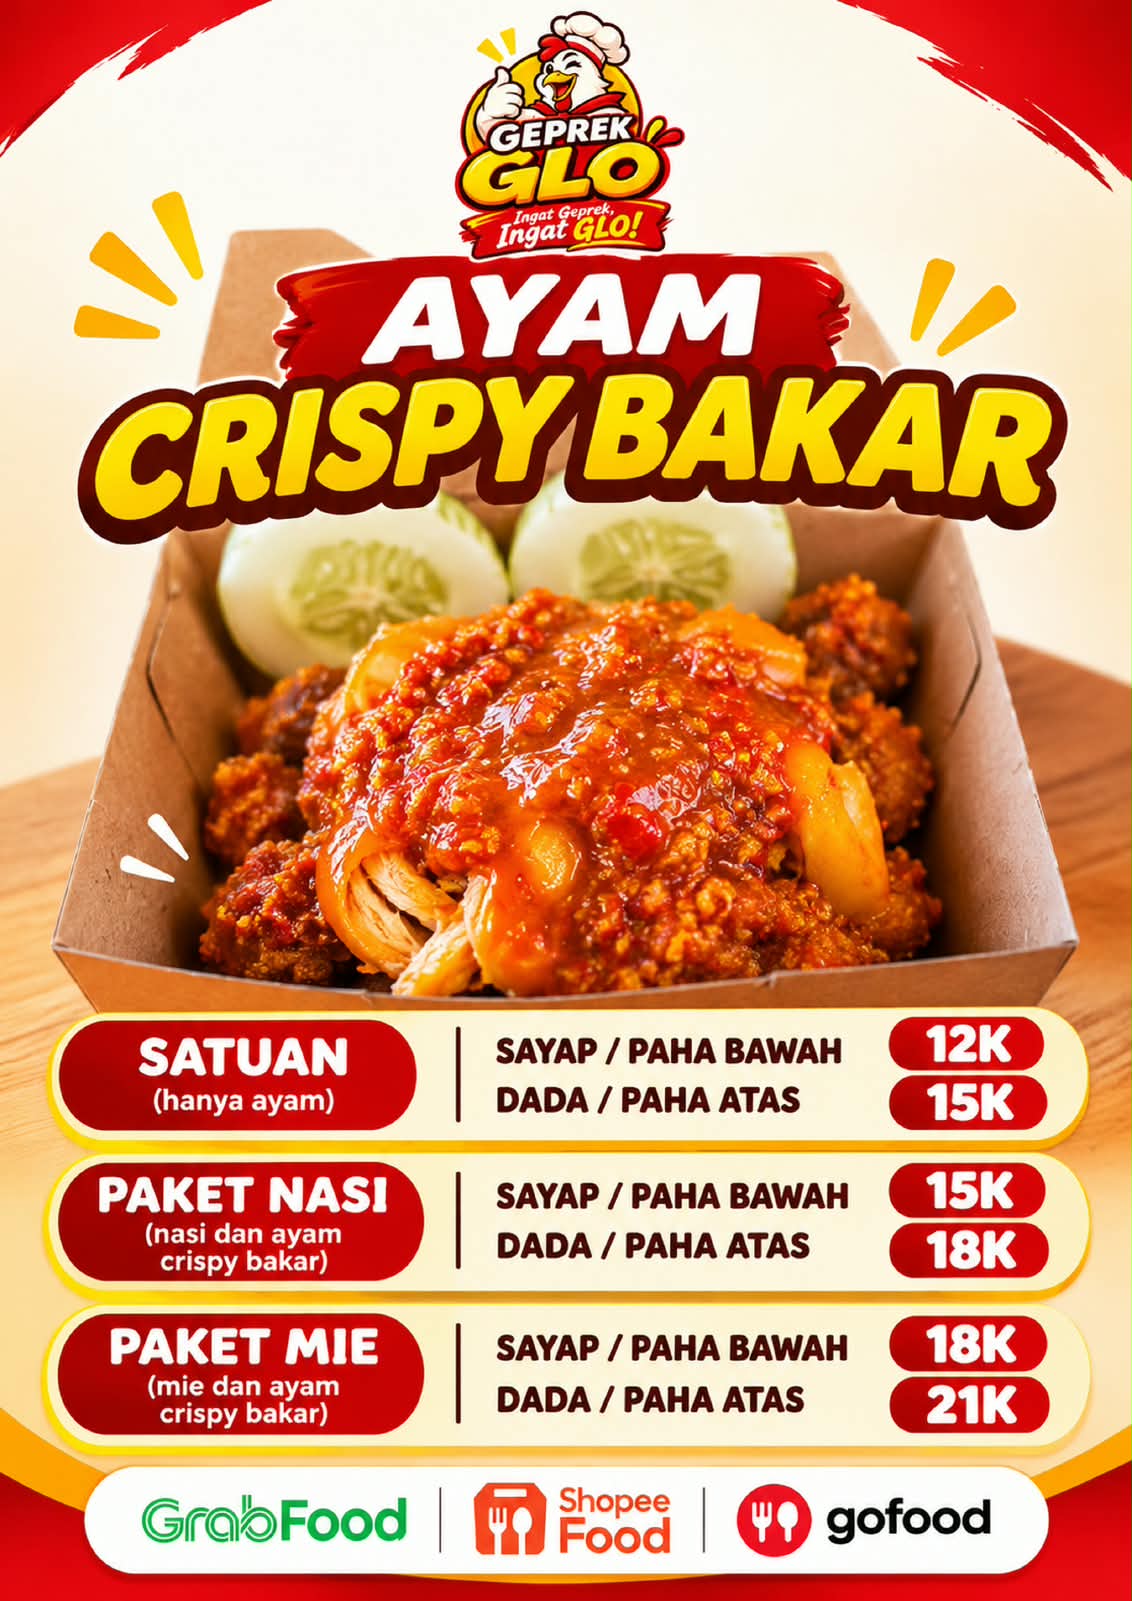 GEPREK
GLO
Ingat Geprek,
Ingat GLO!
AYAM
CRISPY BAKAR
SATUAN
(hanya ayam)
SAYAP / PAHA BAWAH 12K
DADA / PAHA ATAS 15K
PAKET NASI
(nasi dan ayam
crispy bakar)
SAYAP / PAHA BAWAH 15K
DADA / PAHA ATAS 18K
PAKET MIE
(mie dan ayam
crispy bakar)
SAYAP / PAHA BAWAH 18K
DADA / PAHA ATAS 21K
GrabFood
Shopee
Food
gofood